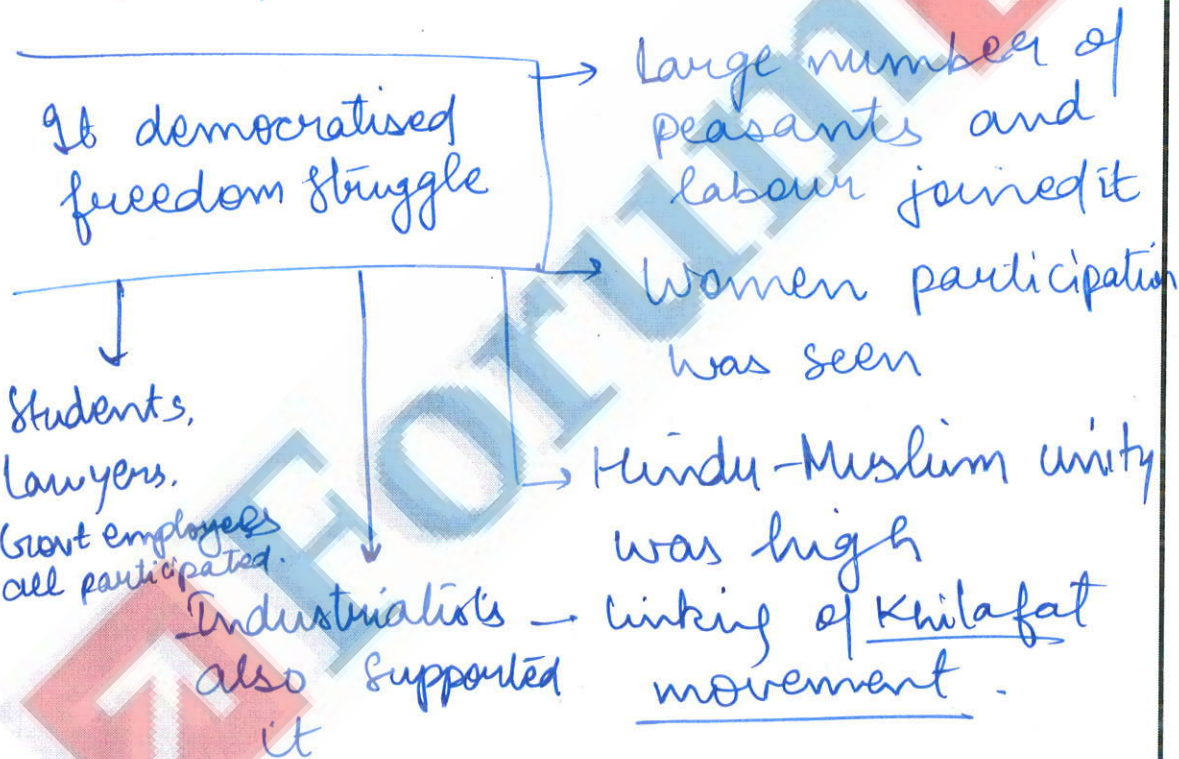 It democratised
freedom struggle
Large number of
peasants and
labour joined it
Women participation
was seen
Students,
Lawyers,
Govt employees
all participated.
Industrialists
also supported
it
Hindu-Muslim unity
was high
- linking of Khilafat
movement.
Forum